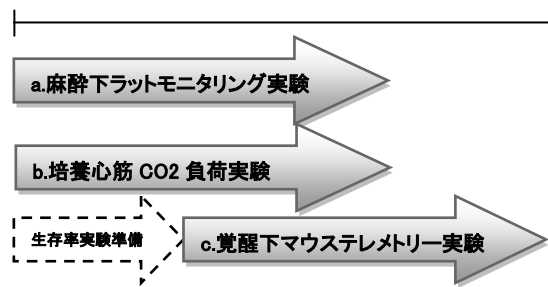 a.麻酔下ラットモニタリング実験
b.培養心筋 CO2 負荷実験
生存率実験準備
c.覚醒下マウステレメトリー実験